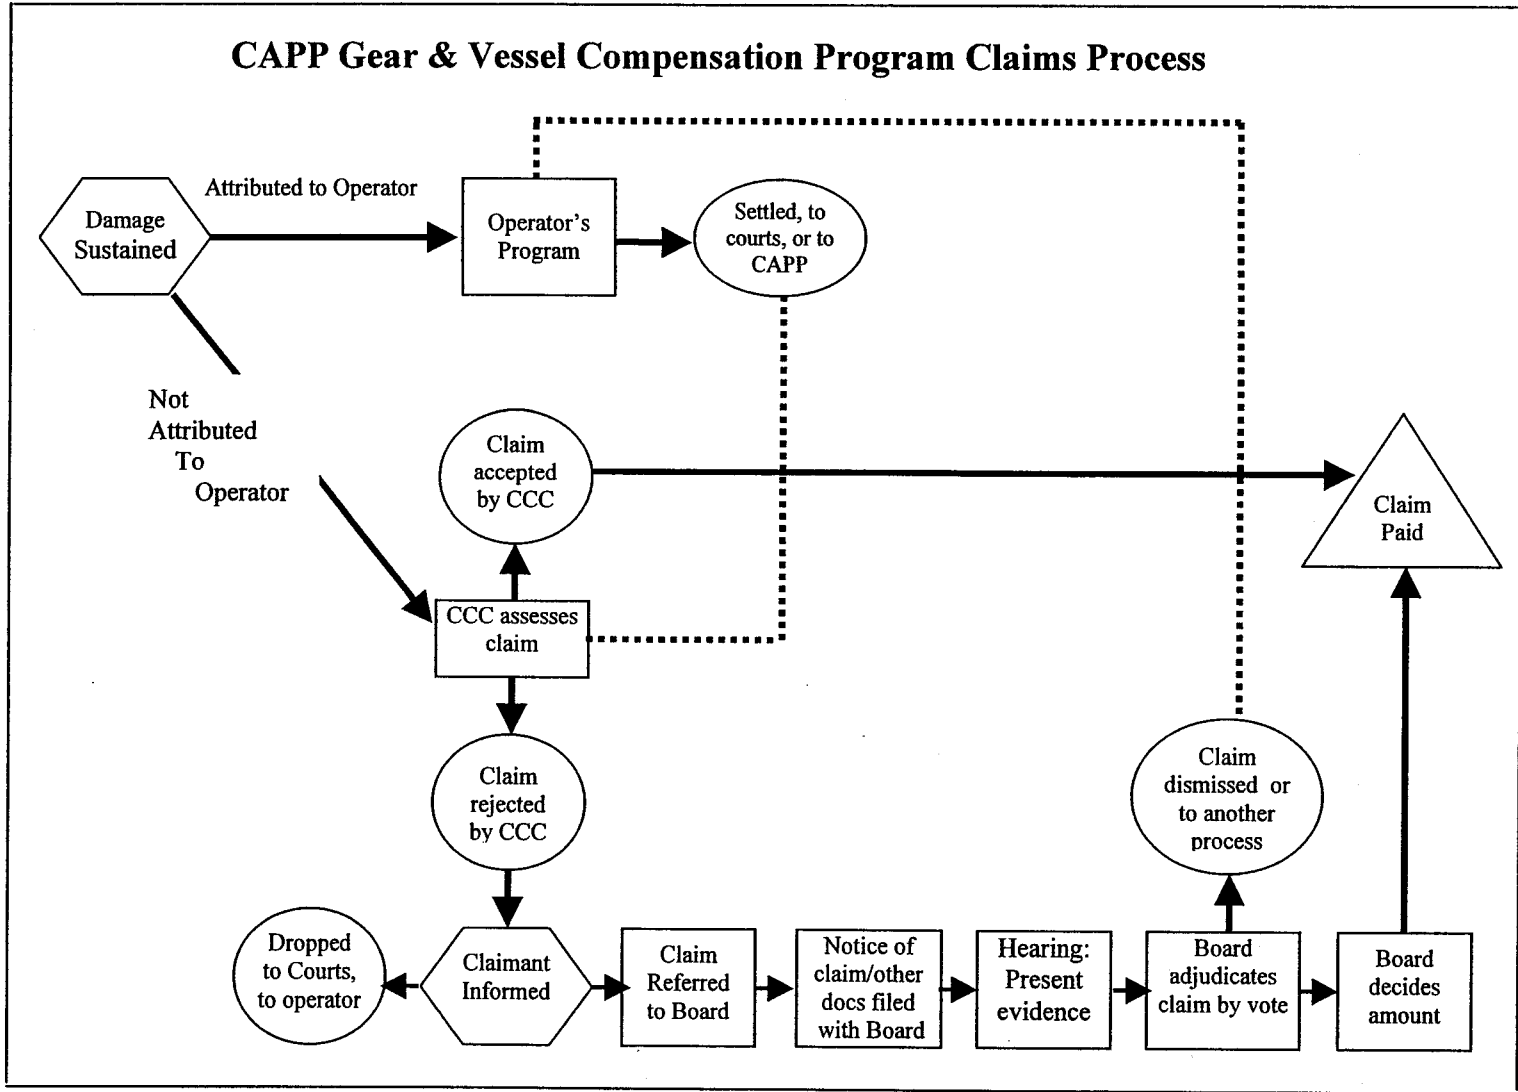 CAPP Gear & Vessel Compensation Program Claims Process
Attributed to Operator
Damage
Sustained
Operator's
Program
Settled, to
courts, or to
CAPP
Not
Attributed
To
Operator
Claim
accepted
by CCC
Claim
Paid
CCC assesses
claim
Claim
rejected
by CCC
Claim
dismissed or
to another
process
Dropped
to Courts,
to operator
Claimant
Informed
Claim
Referred
to Board
Notice of
claim/other
docs filed
with Board
Hearing:
Present
evidence
Board
adjudicates
claim by vote
Board
decides
amount